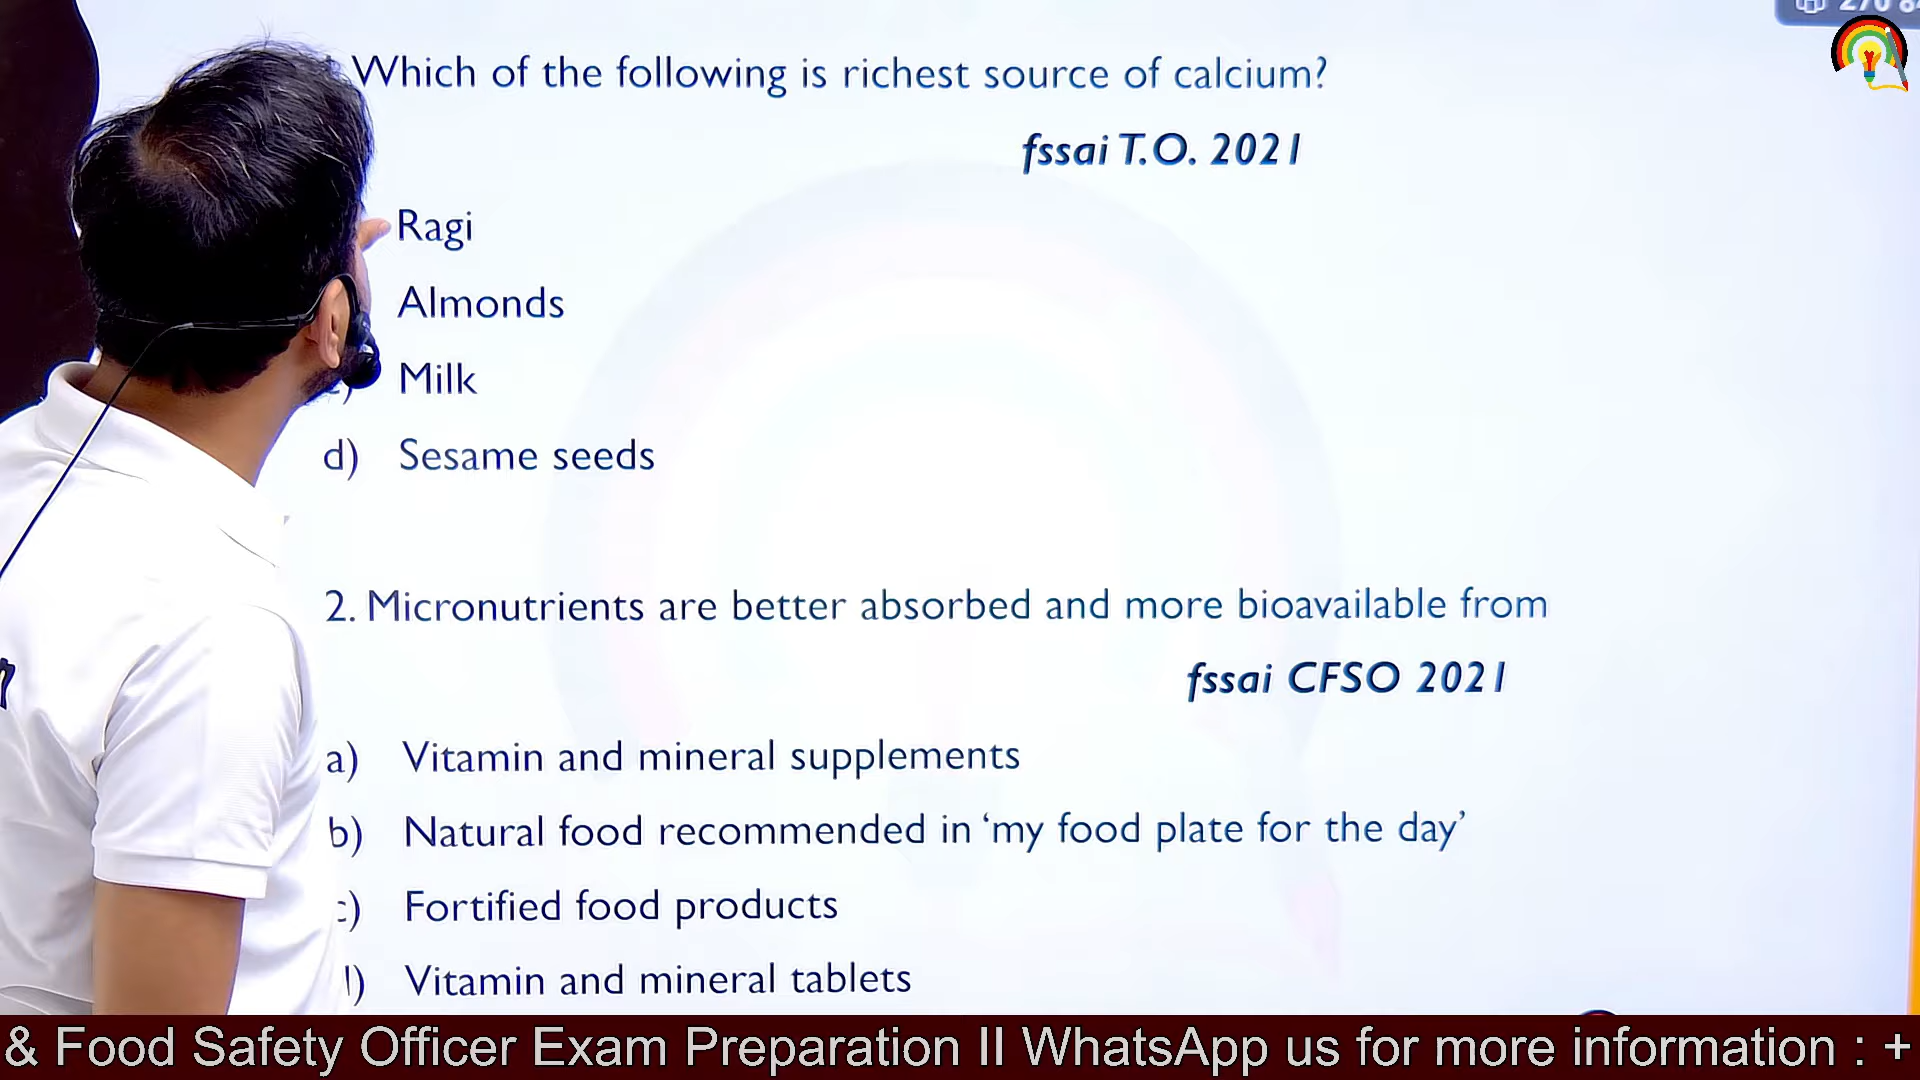 Which of the following is richest source of calcium?
fssai T.O. 2021
Ragi
Almonds
Milk
d) Sesame seeds
2. Micronutrients are better absorbed and more bioavailable from
fssai CFSO 2021
a) Vitamin and mineral supplements
b) Natural food recommended in ‘my food plate for the day’
c) Fortified food products
Vitamin and mineral tablets
& Food Safety Officer Exam Preparation II WhatsApp us for more information : +